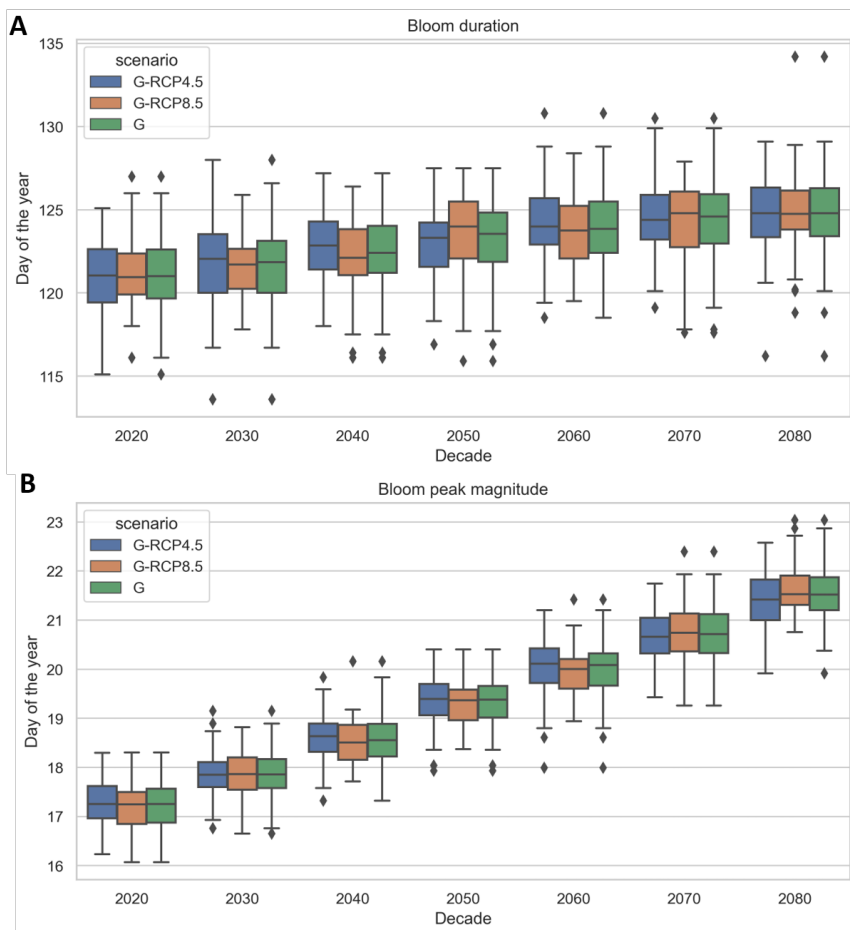 A
Bloom duration
135
scenario
G-RCP4.5
G-RCP8.5
G
130
125
120
115
Day of the year
2020 2030 2040 2050 2060 2070 2080
Decade
B
Bloom peak magnitude
23
scenario
G-RCP4.5
G-RCP8.5
G
22
21
20
19
18
17
16
Day of the year
2020 2030 2040 2050 2060 2070 2080
Decade